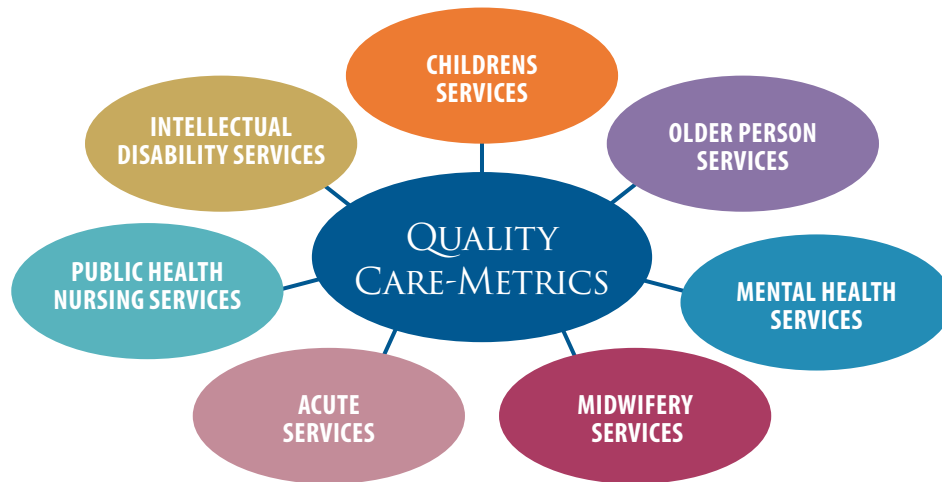 CHILDRENS
SERVICES
INTELLECTUAL
DISABILITY SERVICES
OLDER PERSON
SERVICES
QUALITY
CARE-METRICS
PUBLIC HEALTH
NURSING SERVICES
MENTAL HEALTH
SERVICES
ACUTE
SERVICES
MIDWIFERY
SERVICES